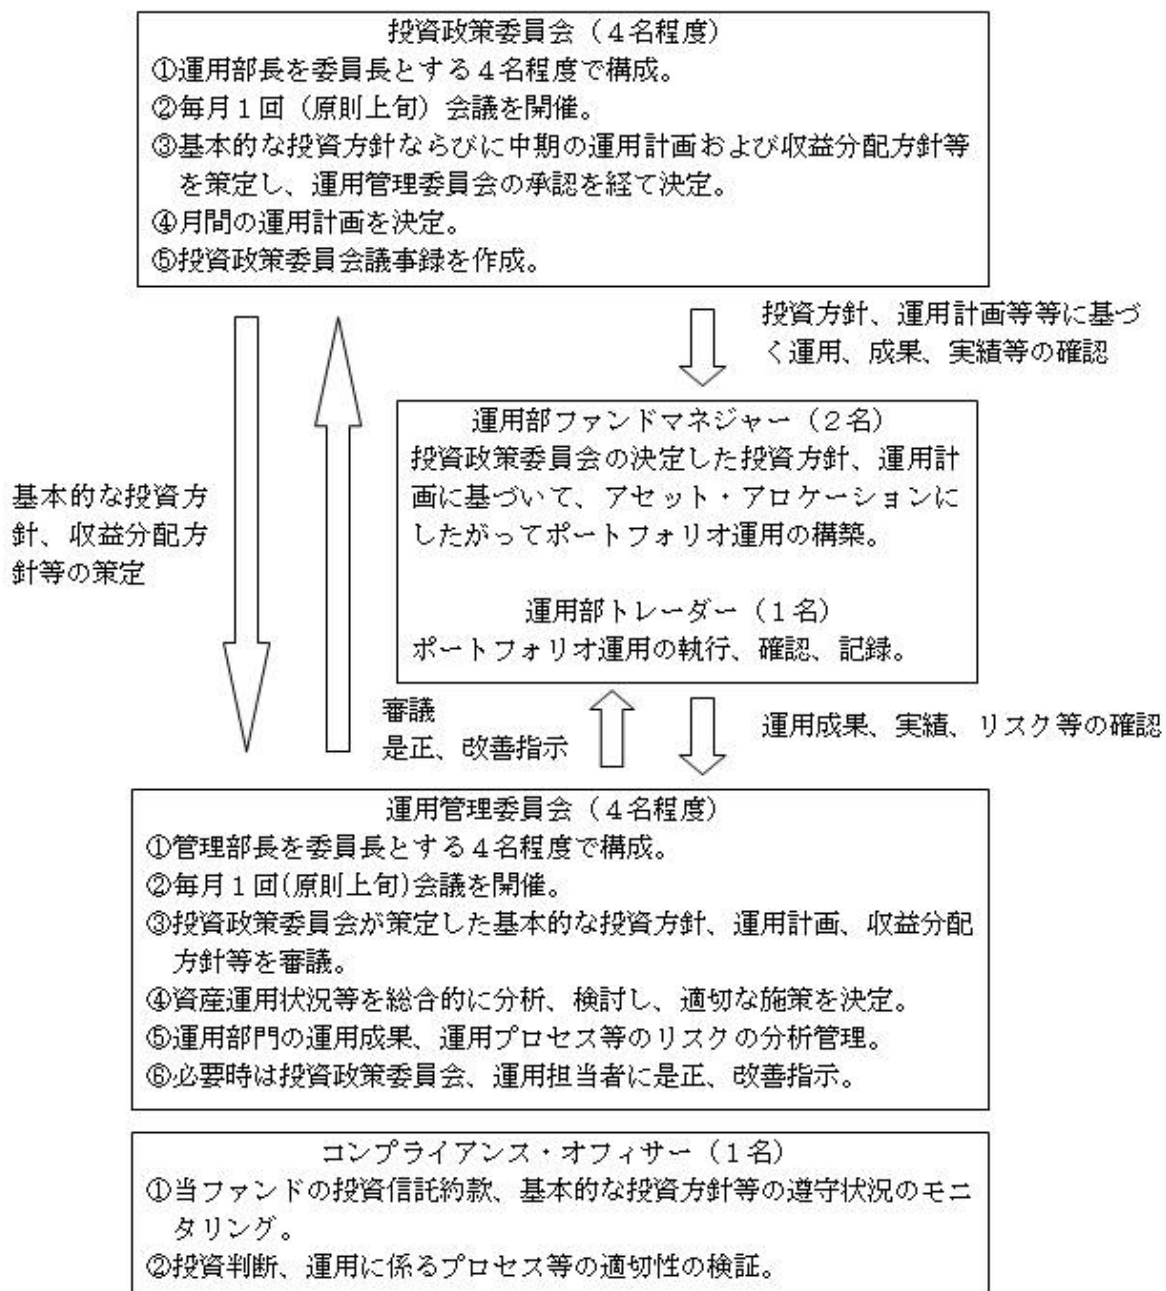 投資政策委員会（４名程度）
①運用部長を委員長とする４名程度で構成。
②毎月１回（原則上旬）会議を開催。
③基本的な投資方針ならびに中期の運用計画および収益分配方針等
を策定し、運用管理委員会の承認を経て決定。
④月間の運用計画を決定。
⑤投資政策委員会議事録を作成。
投資方針、運用計画等等に基づ
く運用、成果、実績等の確認
運用部ファンドマネジャー（２名）
投資政策委員会の決定した投資方針、運用計
画に基づいて、アセット・アロケーションに
したがってポートフォリオ運用の構築。
運用部トレーダー（１名）
ポートフォリオ運用の執行、確認、記録。
基本的な投資方
針、収益分配方
針等の策定
審議
是正、改善指示
運用成果、実績、リスク等の確認
運用管理委員会（４名程度）
①管理部長を委員長とする４名程度で構成。
②毎月１回(原則上旬)会議を開催。
③投資政策委員会が策定した基本的な投資方針、運用計画、収益分配
方針等を審議。
④資産運用状況等を総合的に分析、検討し、適切な施策を決定。
⑤運用部門の運用成果、運用プロセス等のリスクの分析管理。
⑥必要時は投資政策委員会、運用担当者に是正、改善指示。
コンプライアンス・オフィサー（１名）
①当ファンドの投資信託約款、基本的な投資方針等の遵守状況のモニ
タリング。
②投資判断、運用に係るプロセス等の適切性の検証。